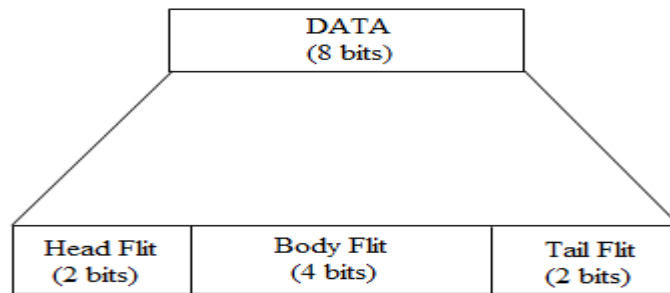 DATA
(8 bits)
Head Flit
(2 bits)
Body Flit
(4 bits)
Tail Flit
(2 bits)